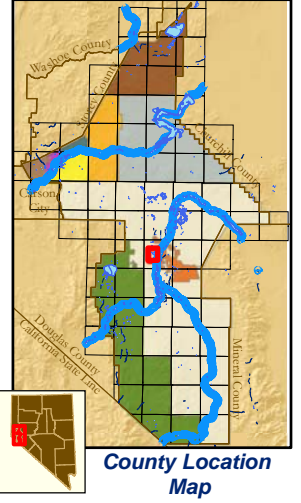 Washoe County
Storey County
Churchill County
Carson
City
Douglas County
California State Line
Mineral County
County Location
Map